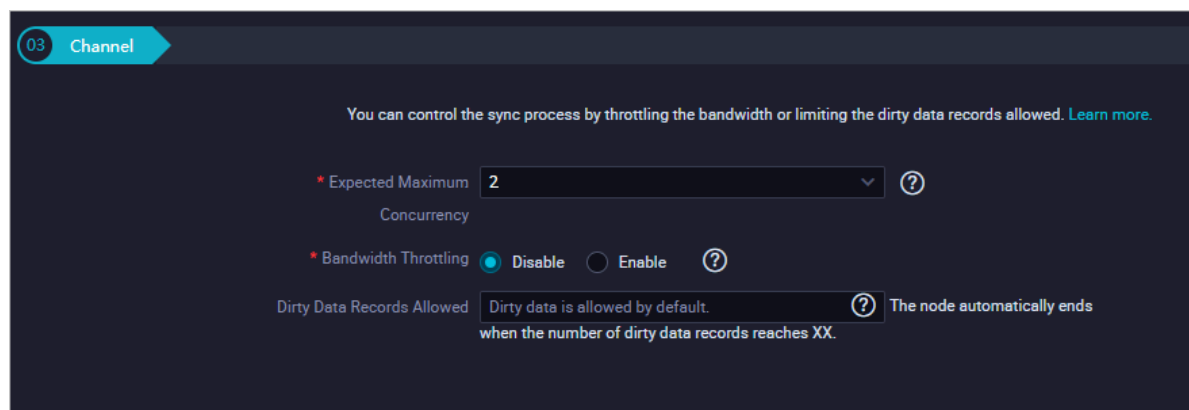 03 Channel
You can control the sync process by throttling the bandwidth or limiting the dirty data records allowed. Learn more.
* Expected Maximum Concurrency
2
?
* Bandwidth Throttling
Disable
Enable
?
Dirty Data Records Allowed
Dirty data is allowed by default.
?
The node automatically ends
when the number of dirty data records reaches XX.